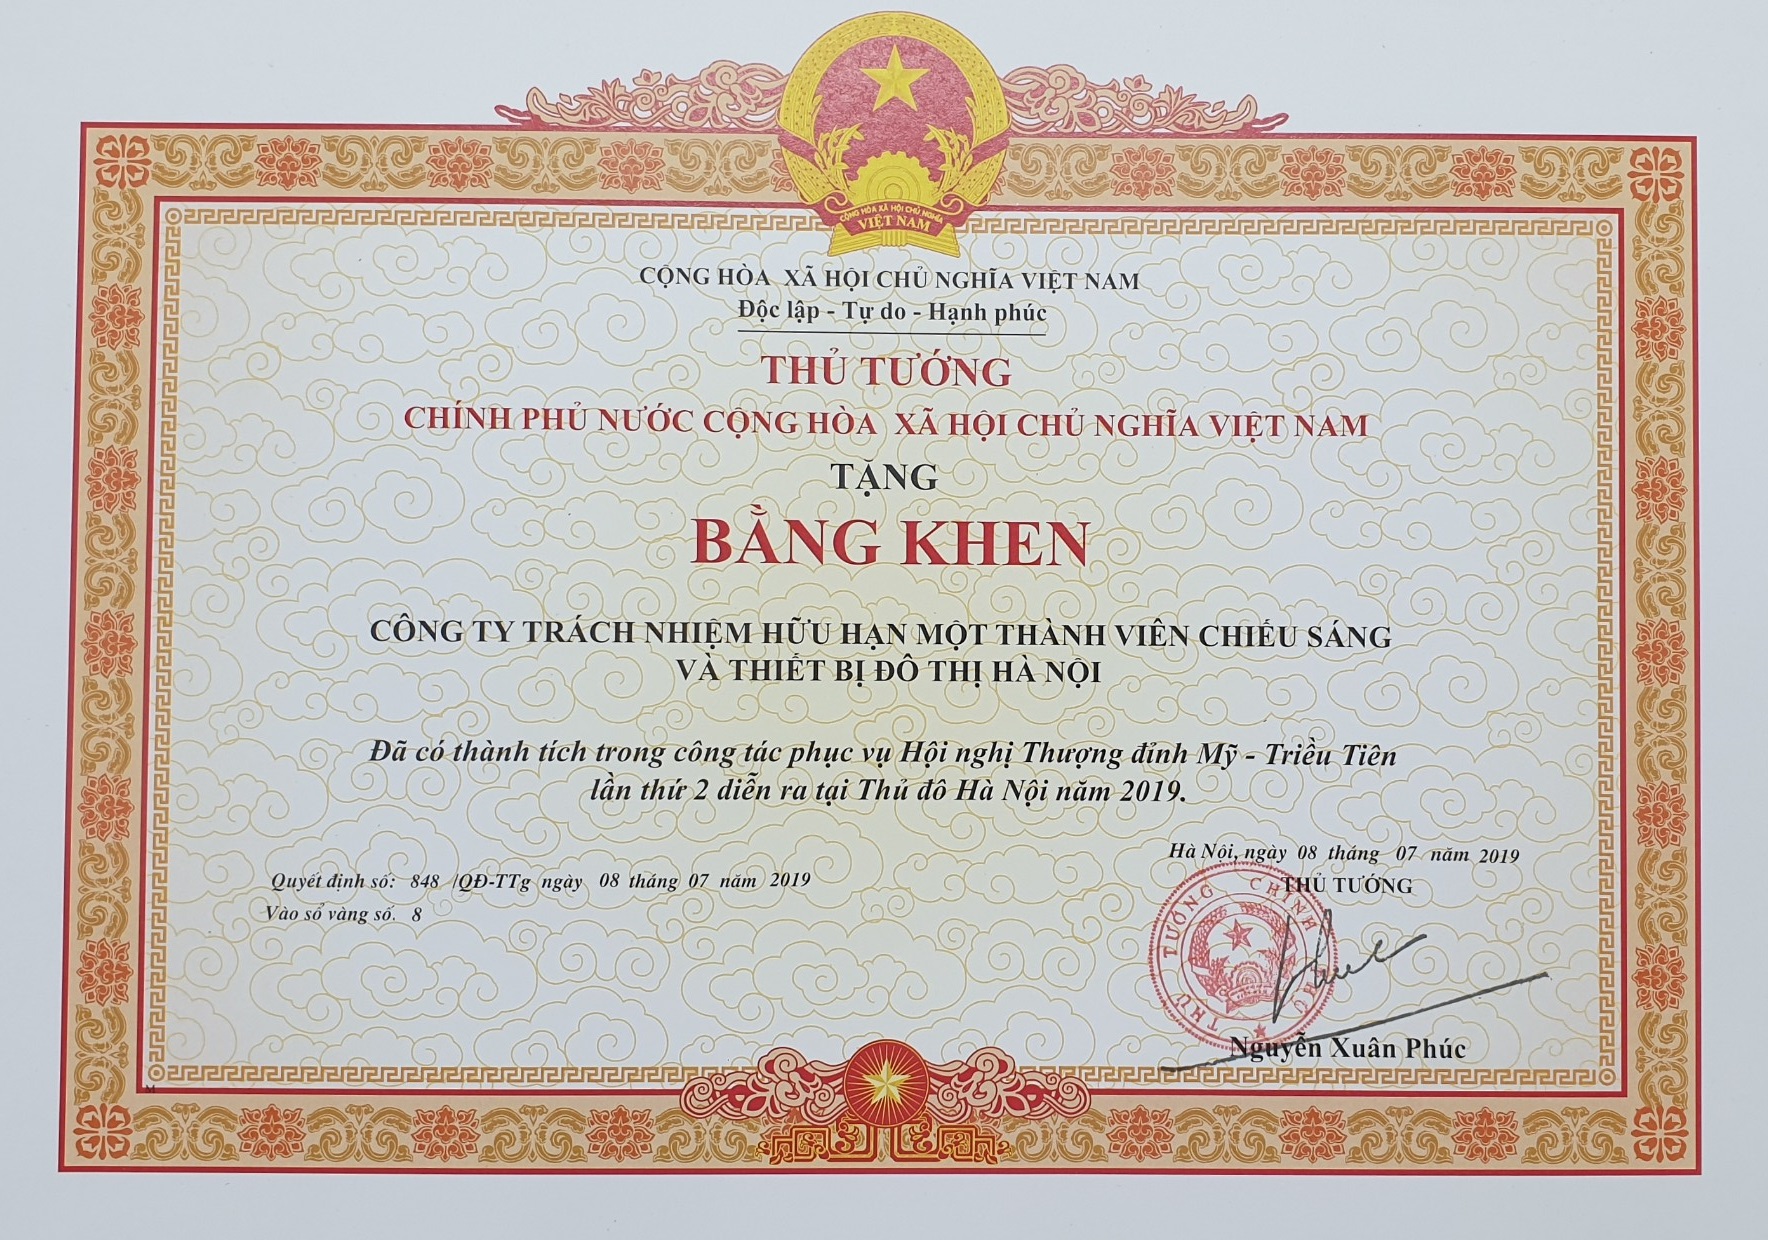 CỘNG HÒA XÃ HỘI CHỦ NGHĨA
VIỆT NAM
CỘNG HÒA XÃ HỘI CHỦ NGHĨA VIỆT NAM
Độc lập - Tự do - Hạnh phúc
THỦ TƯỚNG
CHÍNH PHỦ NƯỚC CỘNG HÒA XÃ HỘI CHỦ NGHĨA VIỆT NAM
TẶNG
BẰNG KHEN
CÔNG TY TRÁCH NHIỆM HỮU HẠN MỘT THÀNH VIÊN CHIẾU SÁNG
VÀ THIẾT BỊ ĐÔ THỊ HÀ NỘI
Đã có thành tích trong công tác phục vụ Hội nghị Thượng đỉnh Mỹ - Triều Tiên
lần thứ 2 diễn ra tại Thủ đô Hà Nội năm 2019.
Hà Nội, ngày 08 tháng 07 năm 2019
Quyết định số: 848 /QĐ-TTg ngày 08 tháng 07 năm 2019
THỦ TƯỚNG
Vào sổ vàng số. 8
THỦ TƯỚNG CHÍNH PHỦ
Nguyễn Xuân Phúc